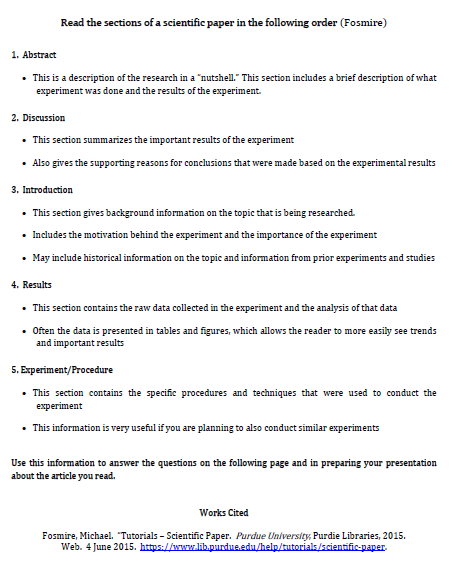 Read the sections of a scientific paper in the following order (Fosmire)
1. Abstract
• This is a description of the research in a "nutshell." This section includes a brief description of what
experiment was done and the results of the experiment.
2. Discussion
• This section summarizes the important results of the experiment
• Also gives the supporting reasons for conclusions that were made based on the experimental results
3. Introduction
• This section gives background information on the topic that is being researched.
• Includes the motivation behind the experiment and the importance of the experiment
• May include historical information on the topic and information from prior experiments and studies
4. Results
• This section contains the raw data collected in the experiment and the analysis of that data
• Often the data is presented in tables and figures, which allows the reader to more easily see trends
and important results
5. Experiment/Procedure
• This section contains the specific procedures and techniques that were used to conduct the
experiment
• This information is very useful if you are planning to also conduct similar experiments
Use this information to answer the questions on the following page and in preparing your presentation
about the article you read.
Works Cited
Fosmire, Michael. "Tutorials – Scientific Paper. Purdue University, Purdie Libraries, 2015.
Web. 4 June 2015. https://www.lib.purdue.edu/help/tutorials/scientific-paper.